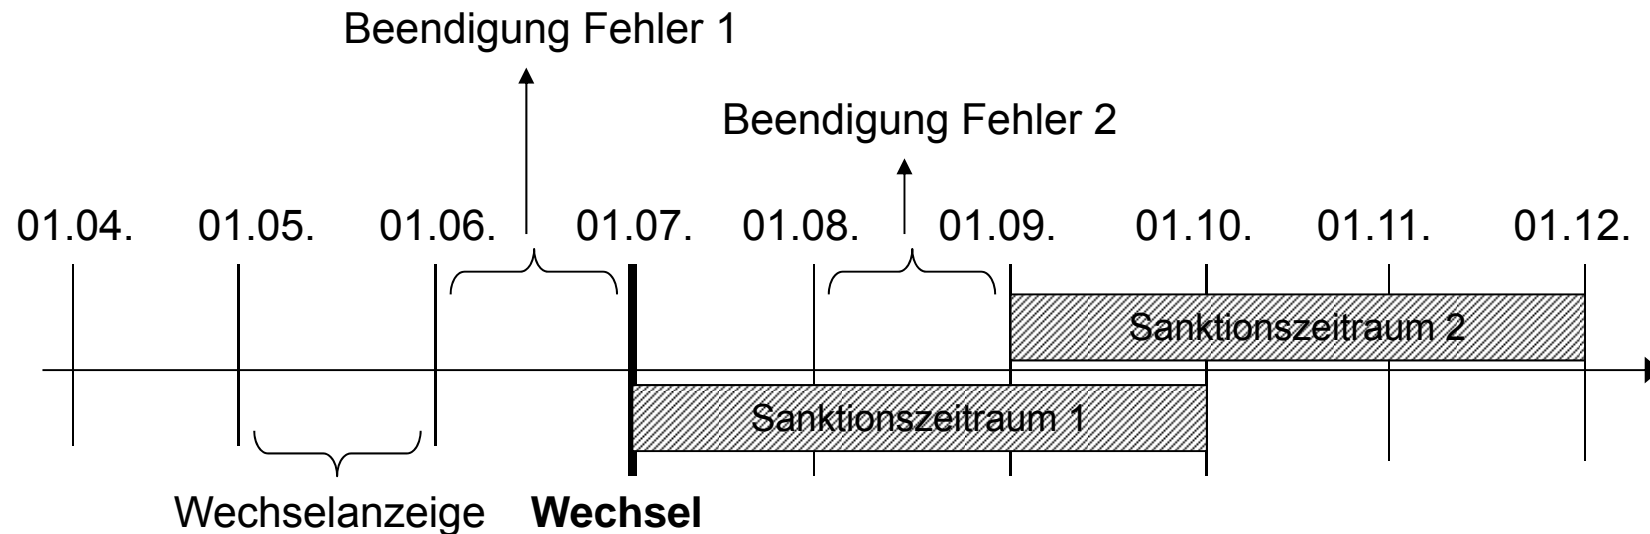 Beendigung Fehler 1
Beendigung Fehler 2
01.04. 01.05. 01.06. 01.07. 01.08. 01.09. 01.10. 01.11. 01.12.
Sanktionszeitraum 2
Sanktionszeitraum 1
Wechselanzeige Wechsel